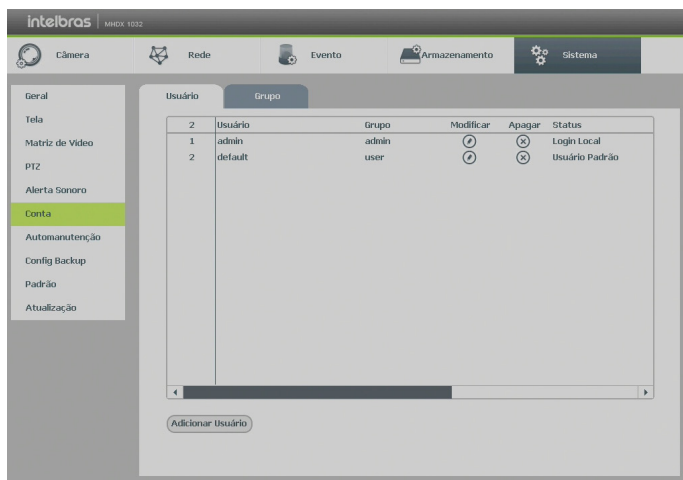 intelbras | MHDX 1032
Câmera Rede Evento Armazenamento Sistema
Geral
Tela
Matriz de Vídeo
PTZ
Alerta Sonoro
Conta
Automanutenção
Config Backup
Padrão
Atualização
Usuário Grupo
2 Usuário Grupo Modificar Apagar Status
1 admin admin Login Local
2 default user Usuário Padrão
Adicionar Usuário